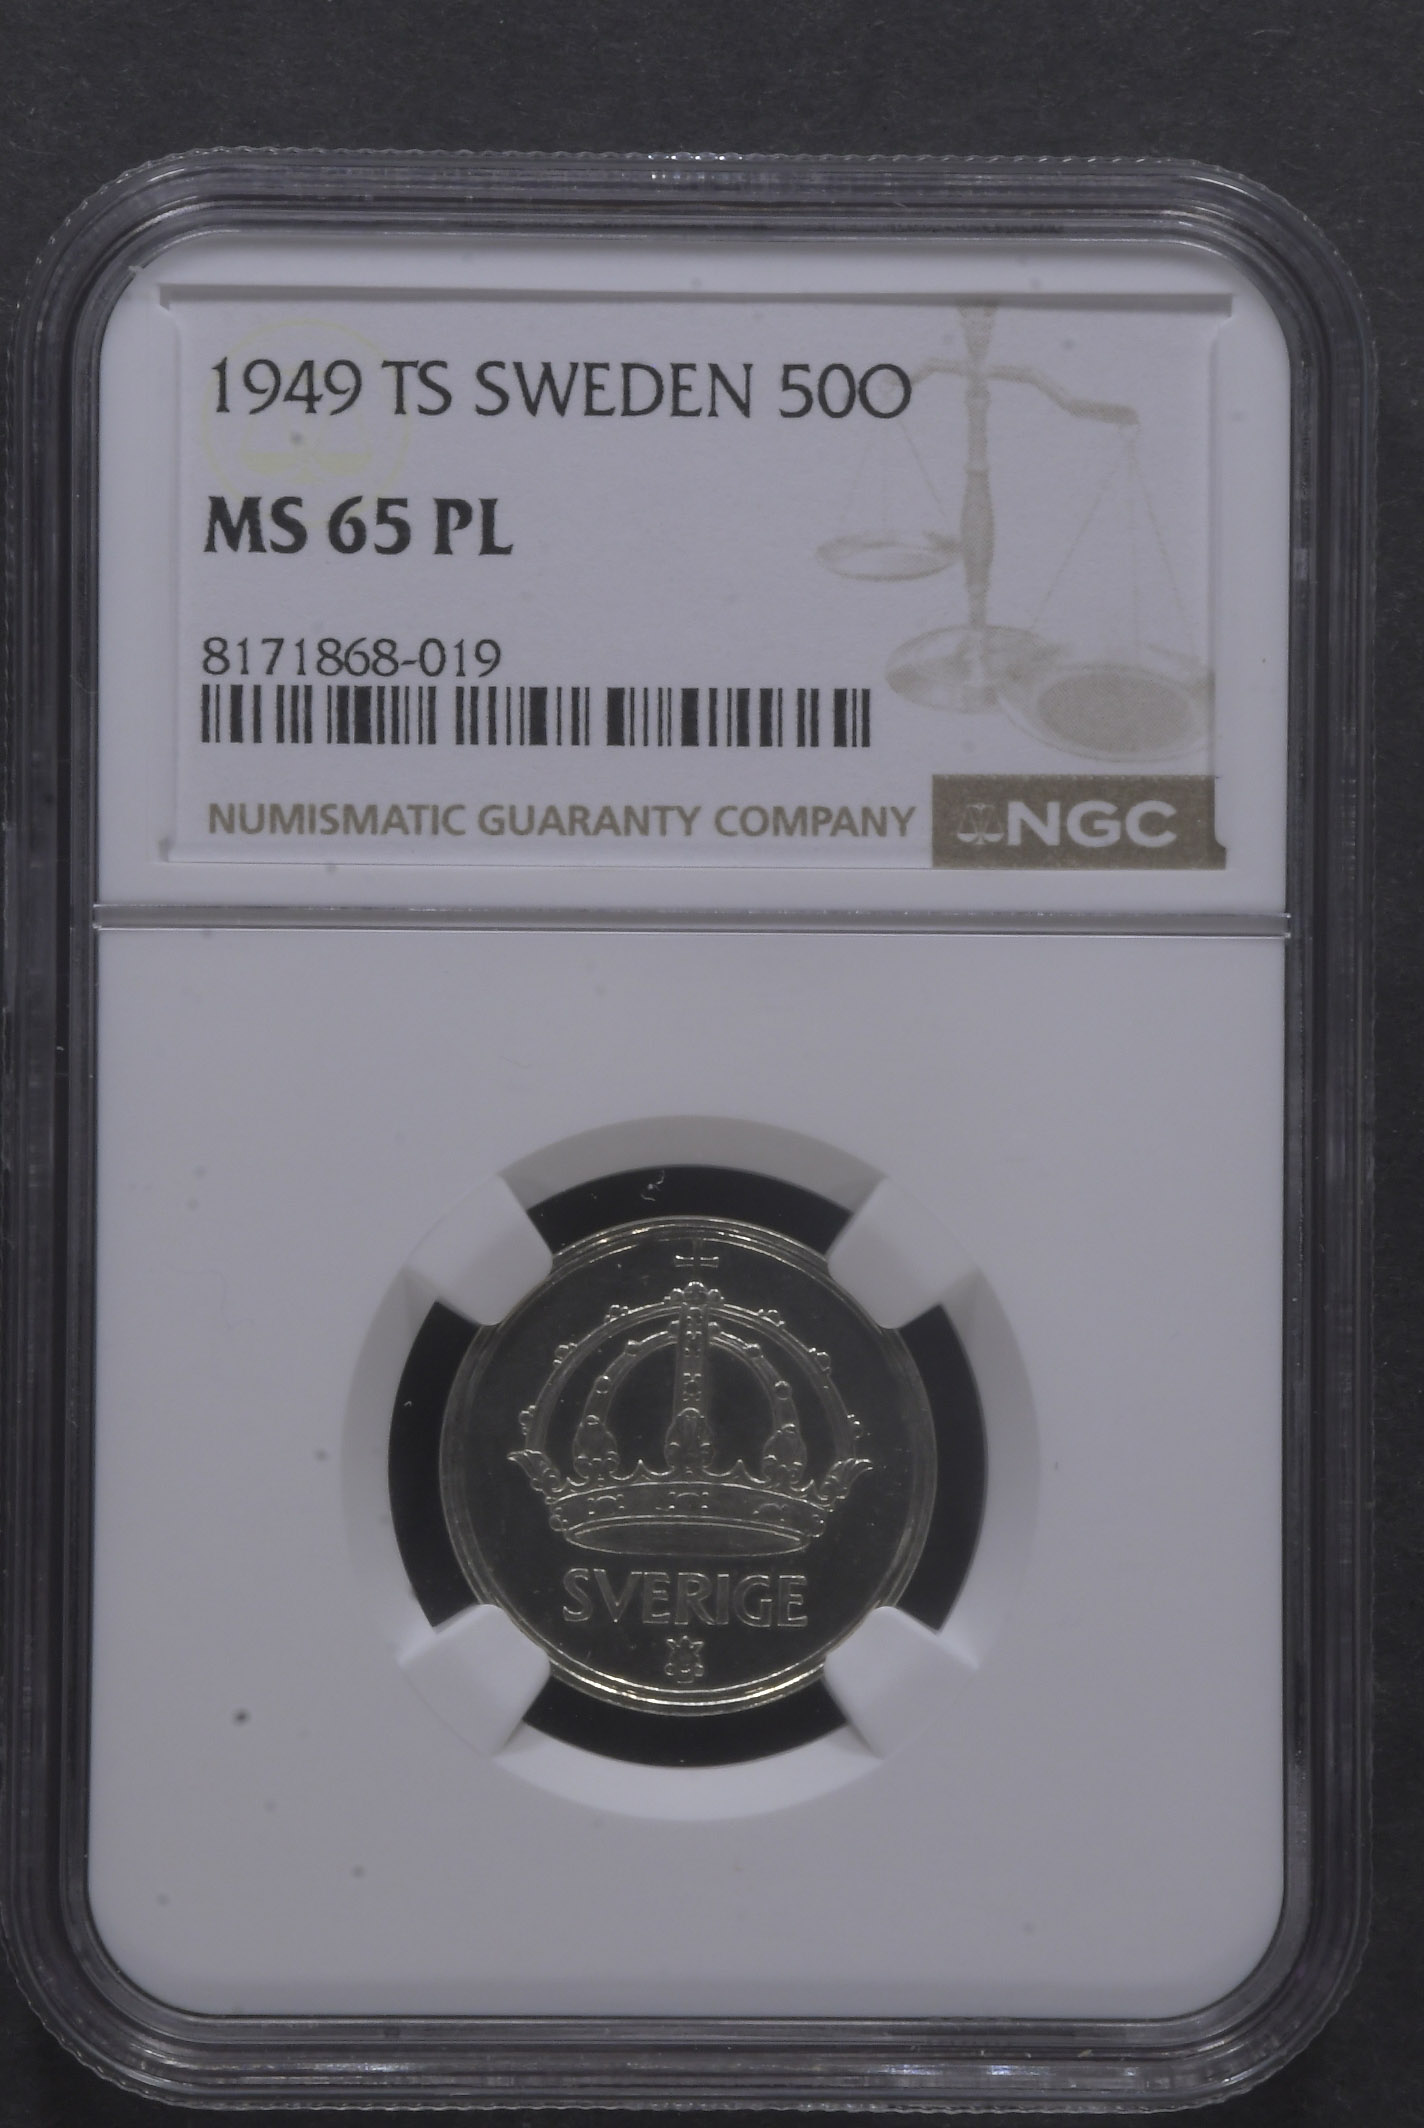 1949 TS SWEDEN 50O
MS 65 PL
8171868-019
NUMISMATIC GUARANTY COMPANY NGC
SVERIGE